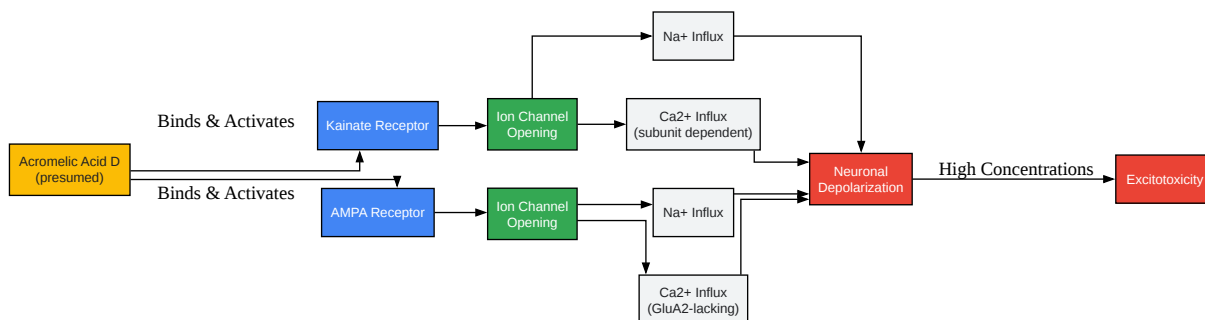 Na+ Influx
Binds & Activates
Kainate Receptor
Ion Channel
Opening
Ca2+ Influx
(subunit dependent)
Acromelic Acid D
(presumed)
Binds & Activates
AMPA Receptor
Ion Channel
Opening
Na+ Influx
Ca2+ Influx
(GluA2-lacking)
Neuronal
Depolarization
High Concentrations
Excitotoxicity